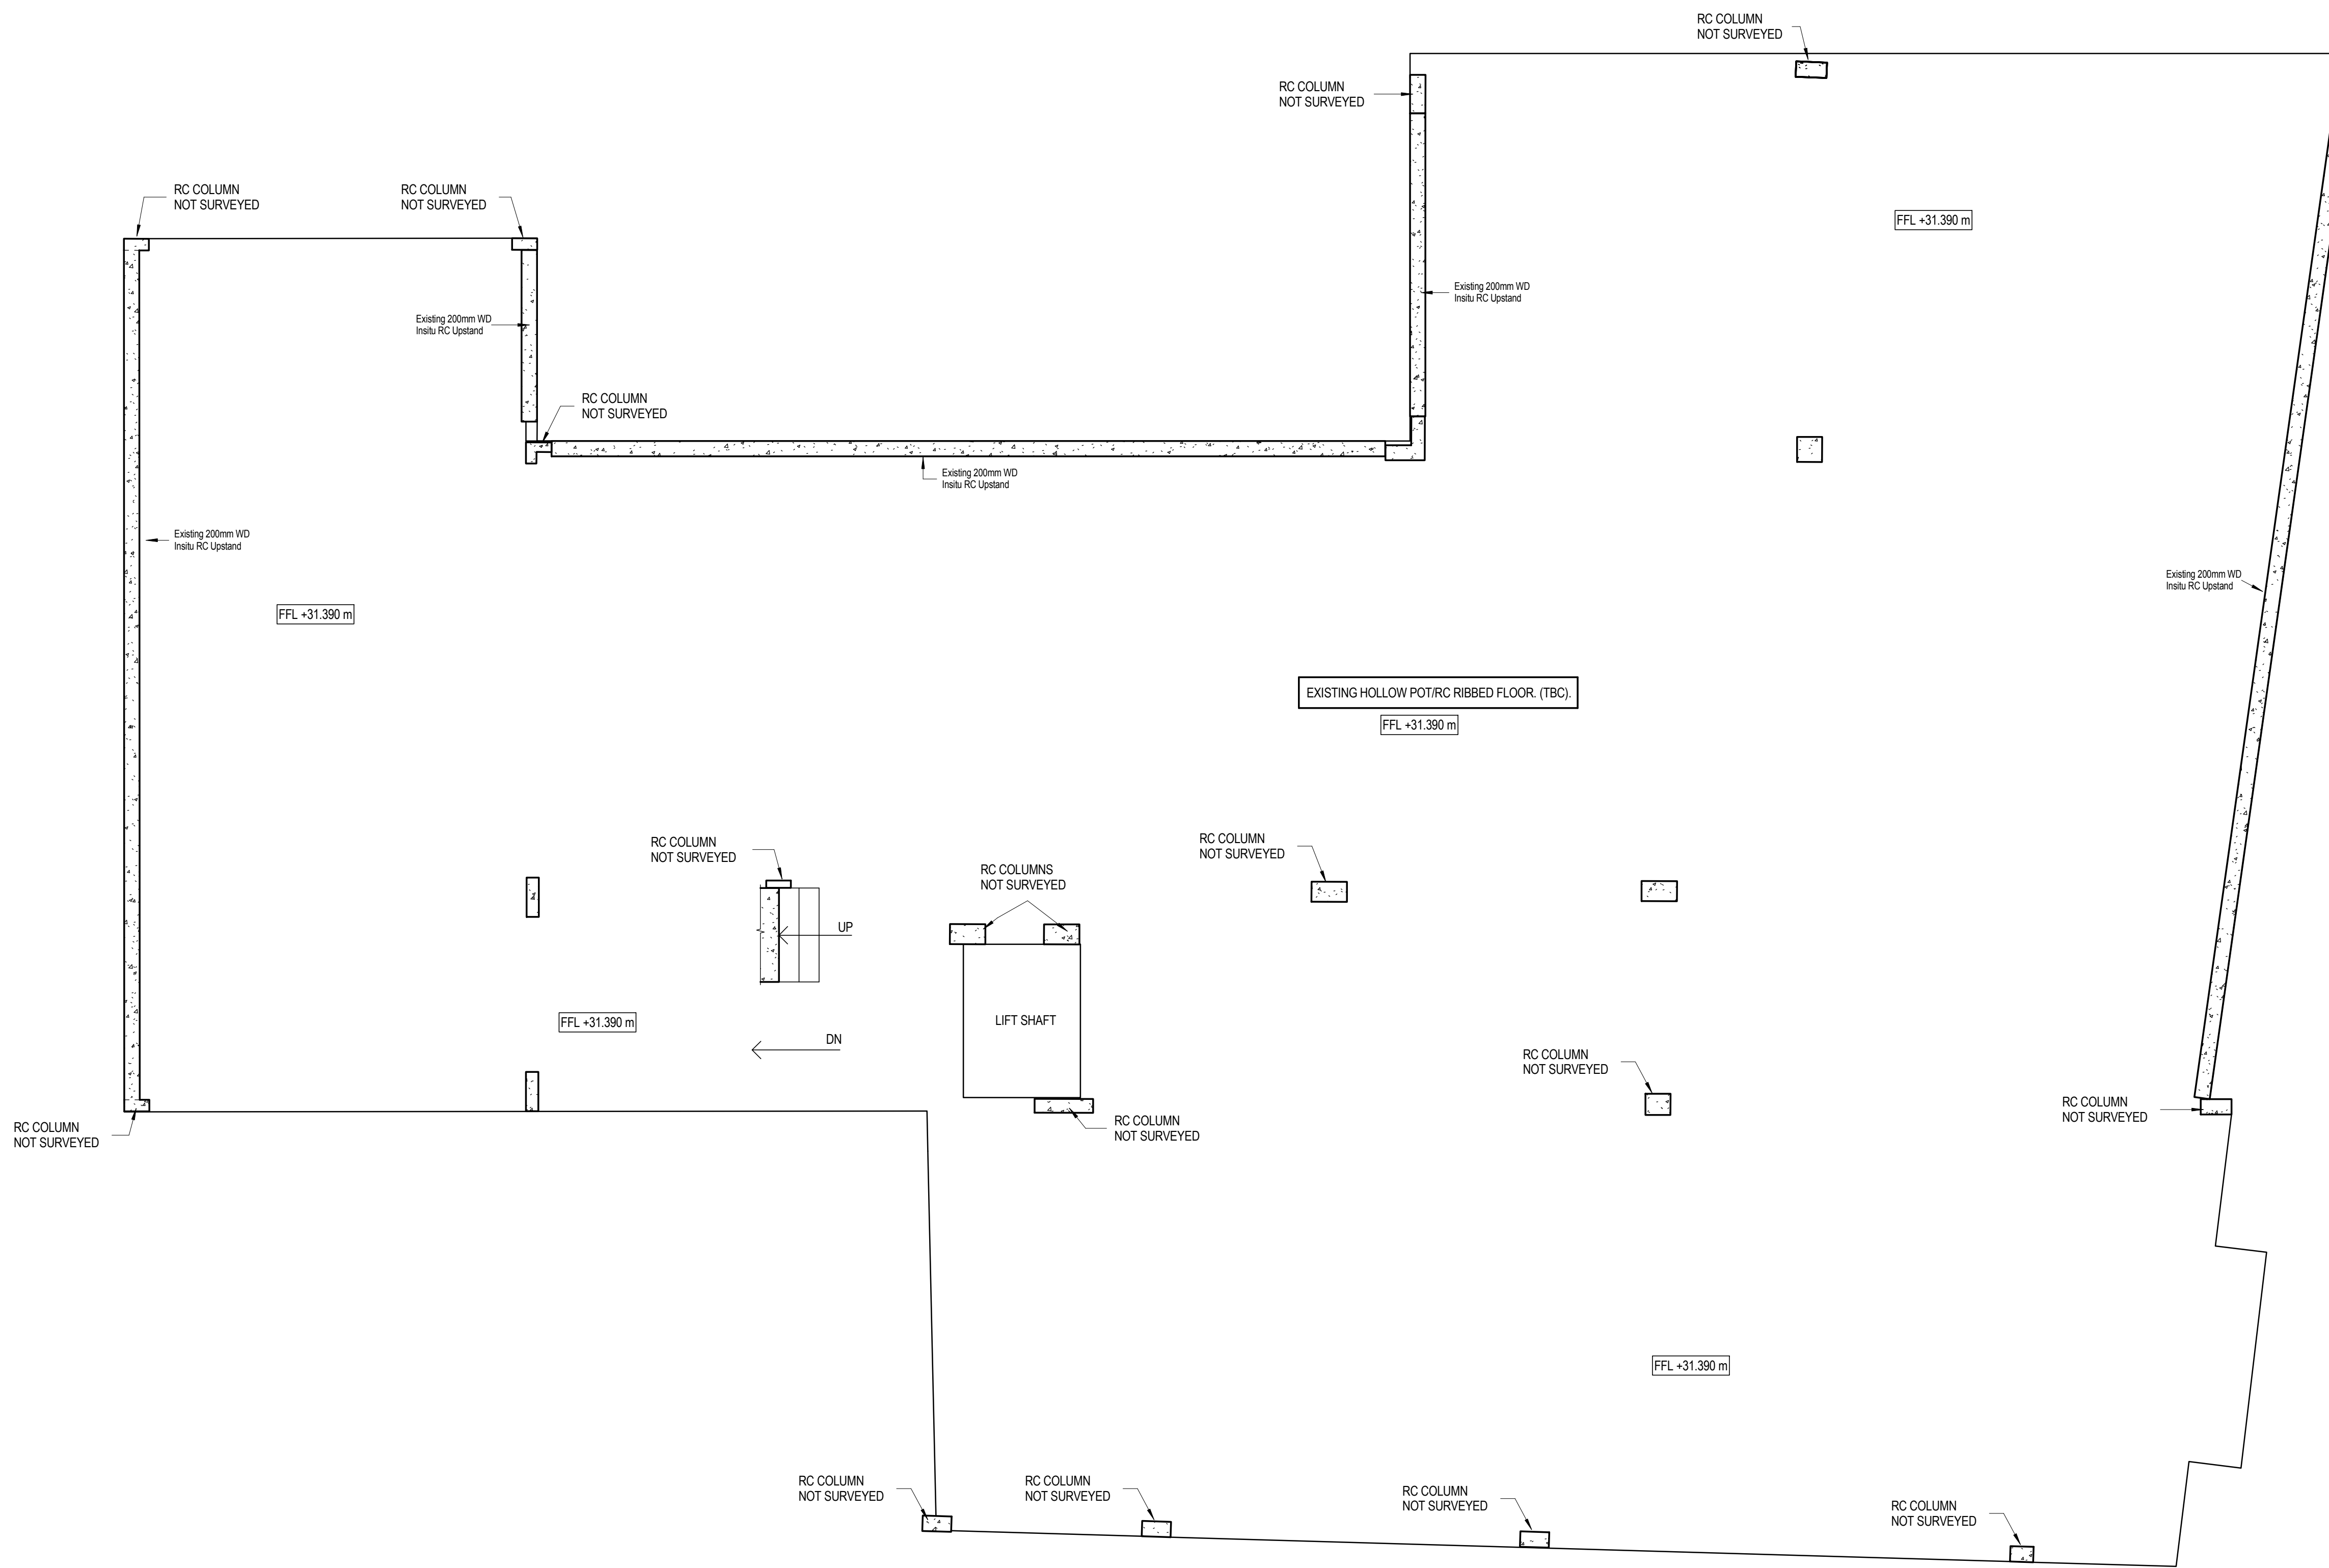 RC COLUMN
NOT SURVEYED
RC COLUMN
NOT SURVEYED
RC COLUMN
NOT SURVEYED
RC COLUMN
NOT SURVEYED
FFL +31.390 m
Existing 200mm WD
Insitu RC Upstand
Existing 200mm WD
Insitu RC Upstand
RC COLUMN
NOT SURVEYED
Existing 200mm WD
Insitu RC Upstand
Existing 200mm WD
Insitu RC Upstand
Existing 200mm WD
Insitu RC Upstand
FFL +31.390 m
EXISTING HOLLOW POT/RC RIBBED FLOOR. (TBC).
FFL +31.390 m
RC COLUMN
NOT SURVEYED
RC COLUMNS
NOT SURVEYED
RC COLUMN
NOT SURVEYED
UP
LIFT SHAFT
FFL +31.390 m
DN
RC COLUMN
NOT SURVEYED
RC COLUMN
NOT SURVEYED
RC COLUMN
NOT SURVEYED
RC COLUMN
NOT SURVEYED
FFL +31.390 m
RC COLUMN
NOT SURVEYED
RC COLUMN
NOT SURVEYED
RC COLUMN
NOT SURVEYED
RC COLUMN
NOT SURVEYED